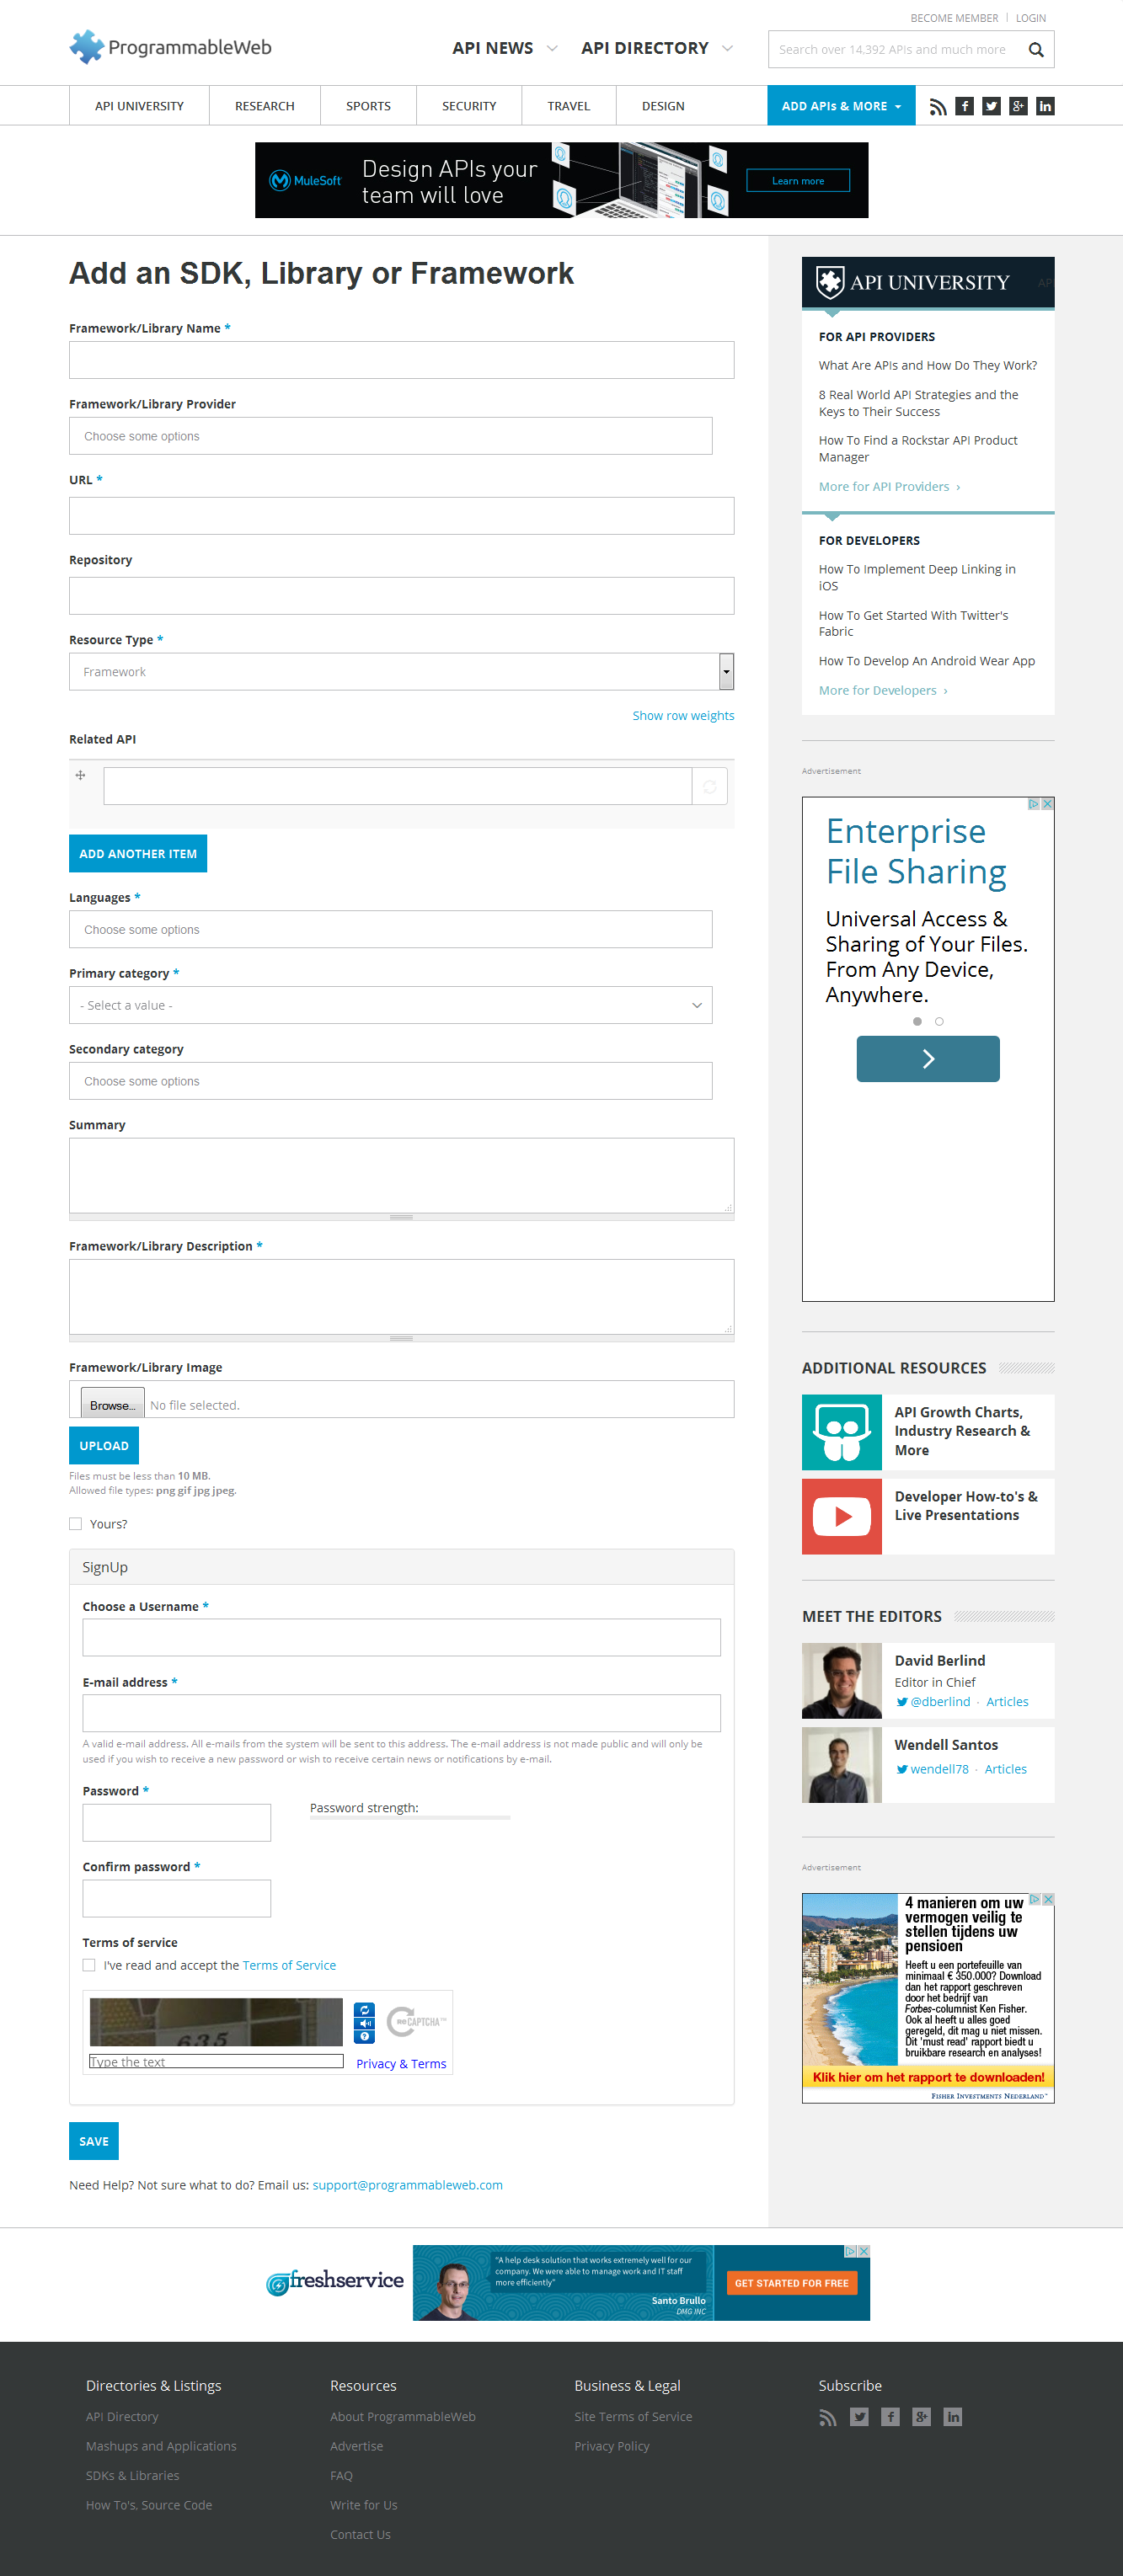 BECOME MEMBER | LOGIN
ProgrammableWeb
API NEWS
API DIRECTORY
Search over 14,392 APIs and much more
API UNIVERSITY
RESEARCH
SPORTS
SECURITY
TRAVEL
DESIGN
ADD APIs & MORE
MuleSoft
Design APIs your
team will love
Learn more
Add an SDK, Library or Framework
Framework/Library Name *
Framework/Library Provider
Choose some options
URL *
Repository
Resource Type *
Framework
Show row weights
Related API
ADD ANOTHER ITEM
Languages *
Choose some options
Primary category *
- Select a value -
Secondary category
Choose some options
Summary
Framework/Library Description *
Framework/Library Image
Browse... No file selected.
UPLOAD
Files must be less than 10 MB.
Allowed file types: png gif jpg jpeg.
Yours?
SignUp
Choose a Username *
E-mail address *
A valid e-mail address. All e-mails from the system will be sent to this address. The e-mail address is not made public and will only be
used if you wish to receive a new password or wish to receive certain news or notifications by e-mail.
Password *
Password strength:
Confirm password *
Terms of service
I've read and accept the Terms of Service
635
Type the text
Privacy & Terms
SAVE
Need Help? Not sure what to do? Email us: support@programmableweb.com
API UNIVERSITY
AP
FOR API PROVIDERS
What Are APIs and How Do They Work?
8 Real World API Strategies and the
Keys to Their Success
How To Find a Rockstar API Product
Manager
More for API Providers ›
FOR DEVELOPERS
How To Implement Deep Linking in
iOS
How To Get Started With Twitter's
Fabric
How To Develop An Android Wear App
More for Developers ›
Advertisement
Enterprise
File Sharing
Universal Access &
Sharing of Your Files.
From Any Device,
Anywhere.
ADDITIONAL RESOURCES
API Growth Charts,
Industry Research &
More
Developer How-to's &
Live Presentations
MEET THE EDITORS
David Berlind
Editor in Chief
@dberlind · Articles
Wendell Santos
wendell78 · Articles
Advertisement
4 manieren om uw
vermogen veilig te
stellen tijdens uw
pensioen
Heeft u een portefeuille van
minimaal € 350.000? Download
dan het rapport geschreven
door het bedrijf van
Forbes-columnist Ken Fisher.
Ook al heeft u alles goed
geregeld, dit mag u niet missen.
Dit 'must read' rapport biedt u
bruikbare research en analyses!
Klik hier om het rapport te downloaden!
FISHER INVESTMENTS NEDERLAND™
freshservice
"A help desk solution that works extremely well for our
company. We were able to manage work and IT staff
more efficiently"
Santo Brullo
DMG INC
GET STARTED FOR FREE
Directories & Listings
API Directory
Mashups and Applications
SDKs & Libraries
How To's, Source Code
Resources
About ProgrammableWeb
Advertise
FAQ
Write for Us
Contact Us
Business & Legal
Site Terms of Service
Privacy Policy
Subscribe